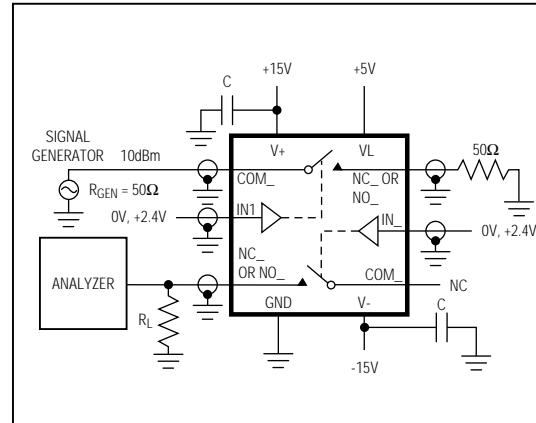 +15V
+5V
C
SIGNAL
GENERATOR 10dBm
V+
VL
50Ω
COM_
NC_ OR
NO_
RGEN = 50Ω
0V, +2.4V
IN1
IN_
0V, +2.4V
NC_
OR NO_
ANALYZER
COM_
NC
RL
GND
V-
C
-15V